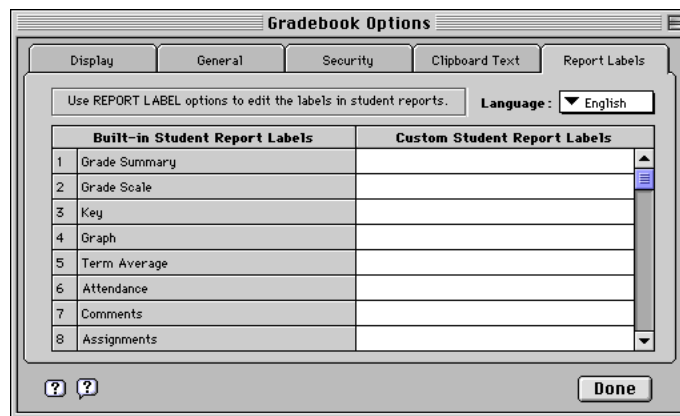 Gradebook Options
Display General Security Clipboard Text Report Labels
Use REPORT LABEL options to edit the labels in student reports. Language: English
Built-in Student Report Labels Custom Student Report Labels
1 Grade Summary
2 Grade Scale
3 Key
4 Graph
5 Term Average
6 Attendance
7 Comments
8 Assignments
? ? Done